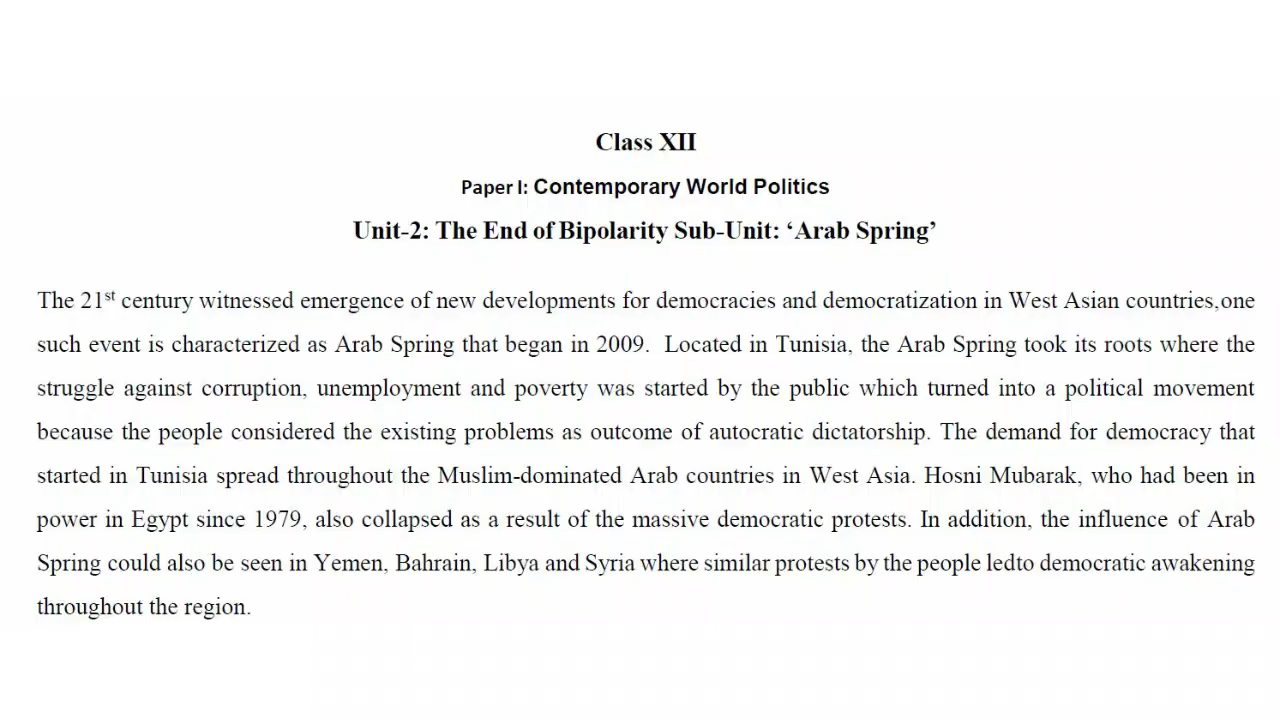 Class XII
Paper I: Contemporary World Politics
Unit-2: The End of Bipolarity Sub-Unit: ‘Arab Spring’
The 21st century witnessed emergence of new developments for democracies and democratization in West Asian countries,one
such event is characterized as Arab Spring that began in 2009. Located in Tunisia, the Arab Spring took its roots where the
struggle against corruption, unemployment and poverty was started by the public which turned into a political movement
because the people considered the existing problems as outcome of autocratic dictatorship. The demand for democracy that
started in Tunisia spread throughout the Muslim-dominated Arab countries in West Asia. Hosni Mubarak, who had been in
power in Egypt since 1979, also collapsed as a result of the massive democratic protests. In addition, the influence of Arab
Spring could also be seen in Yemen, Bahrain, Libya and Syria where similar protests by the people ledto democratic awakening
throughout the region.